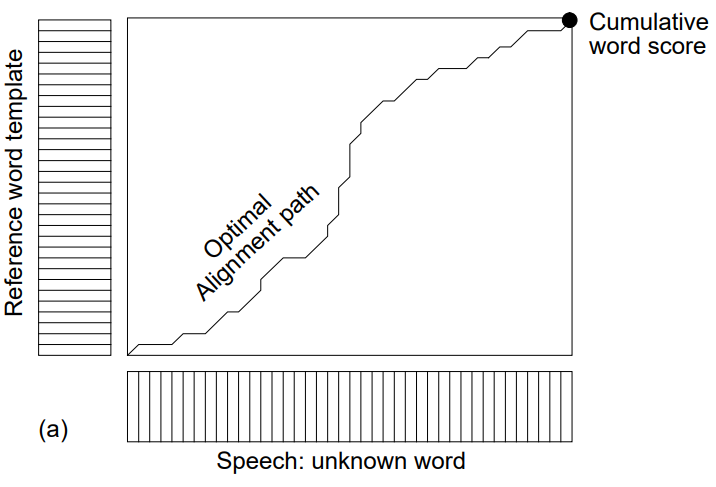 Cumulative
word score
Reference word template
Optimal
Alignment path
(a)
Speech: unknown word